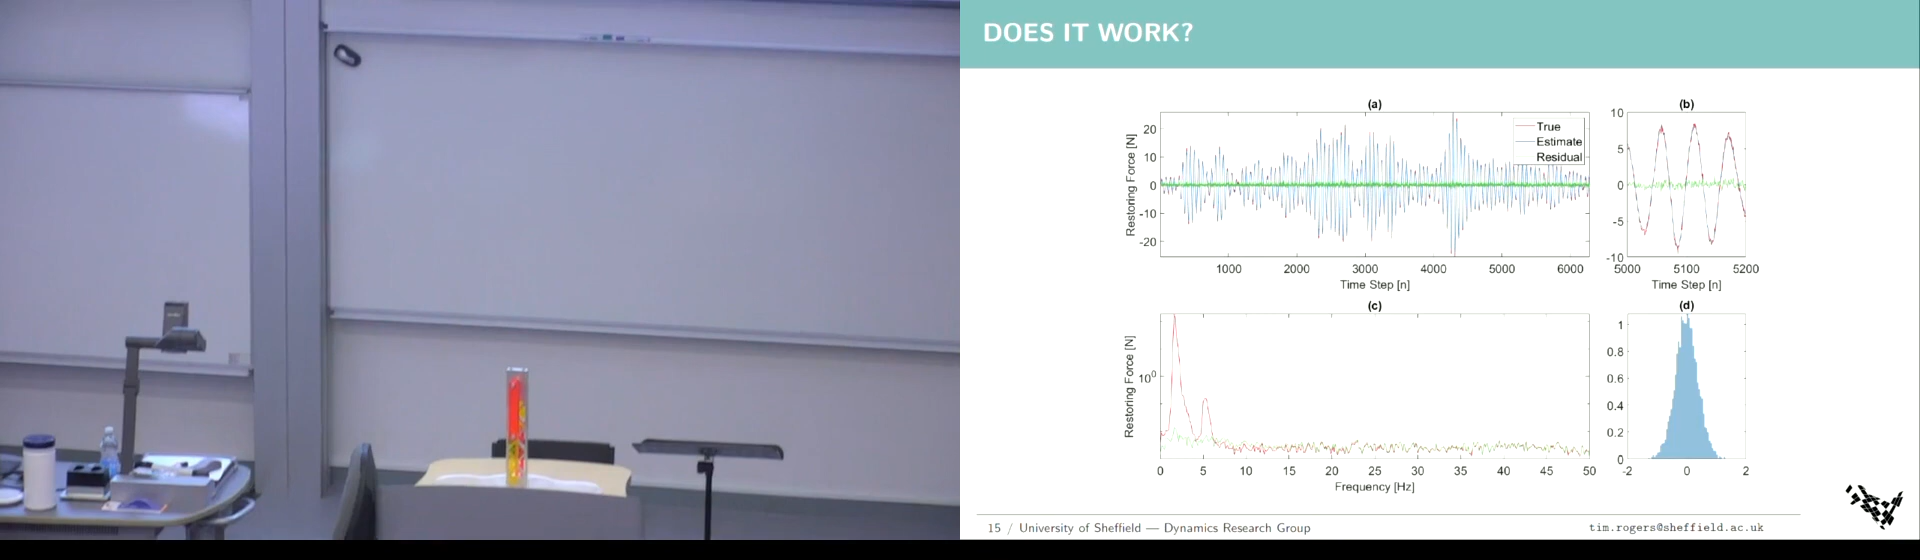 DOES IT WORK?
(a)
Restoring Force [N]
20
10
0
-10
-20
True
Estimate
Residual
1000 2000 3000 4000 5000 6000
Time Step [n]
(b)
10
5
0
-5
-10
5000 5100 5200
Time Step [n]
(c)
Restoring Force [N]
10⁰
0 5 10 15 20 25 30 35 40 45 50
Frequency [Hz]
(d)
1
0.8
0.6
0.4
0.2
0
-2 0 2
15 / University of Sheffield — Dynamics Research Group
tim.rogers@sheffield.ac.uk